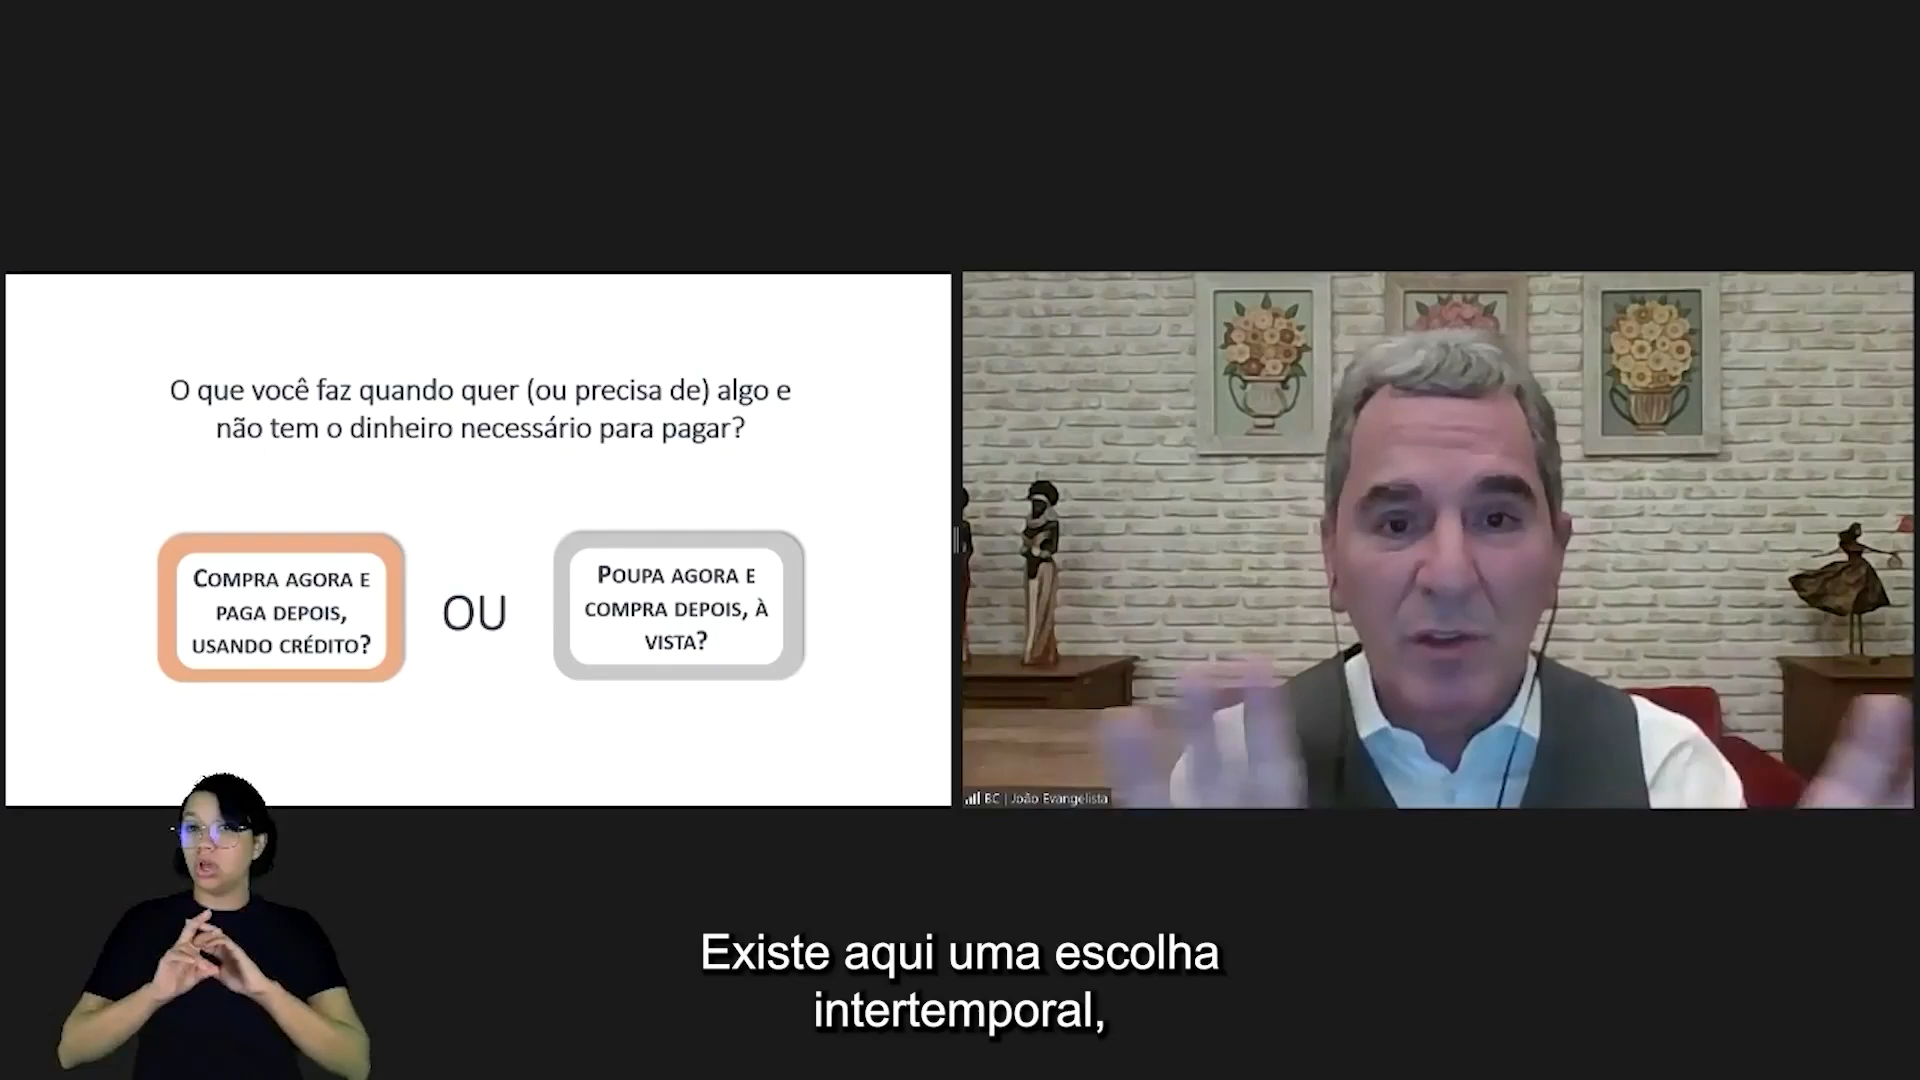 O que você faz quando quer (ou precisa de) algo e
não tem o dinheiro necessário para pagar?
COMPRA AGORA E
PAGA DEPOIS,
USANDO CRÉDITO?
OU
POUPA AGORA E
COMPRA DEPOIS, À
VISTA?
BC | João Evangelista
Existe aqui uma escolha
intertemporal,